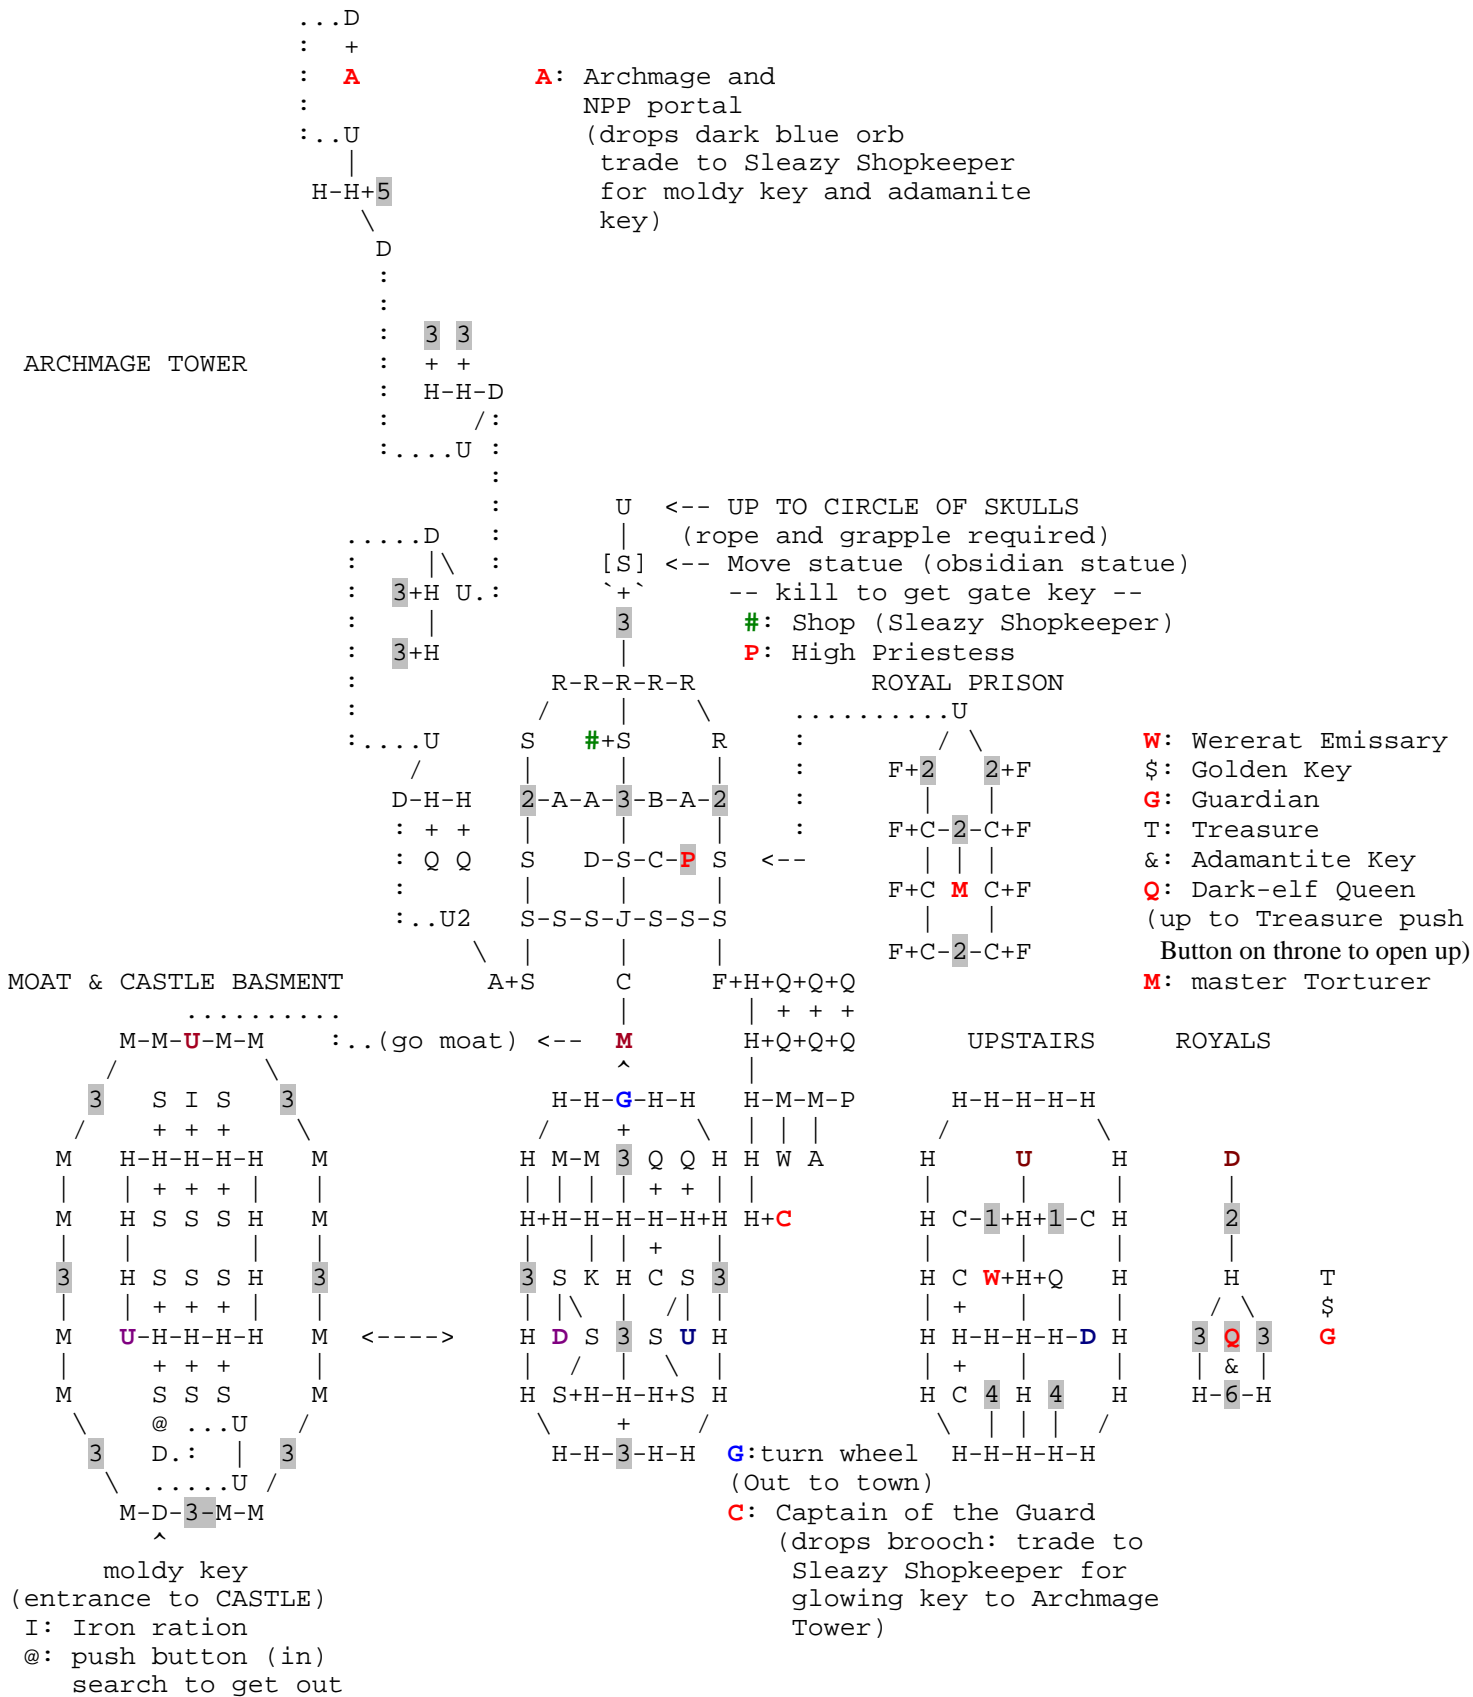 ...D
                    :  +
                    :  A           A: Archmage and
                    :                 NPP portal
                    :..U              (drops dark blue orb
                       |               trade to Sleazy Shopkeeper
                     H-H+5             for moldy key and adamanite
                        \              key)
                         D
                         :
                         :
                         :  3 3
 ARCHMAGE TOWER          :  + +
                         :  H-H-D
                         :     /:
                         :....U :
                                :
                                :       U  <-- UP TO CIRCLE OF SKULLS
                       .....D   :       |   (rope and grapple required)
                       :    |\  :      [S] <-- Move statue (obsidian statue)
                       :  3+H U.:      `+`     -- kill to get gate key --
                       :    |           3       #: Shop (Sleazy Shopkeeper)
                       :  3+H           |       P: High Priestess
                       :            R-R-R-R-R           ROYAL PRISON
                       :           /    |    \     ..........U
                       :....U     S   #+S     R    :        / \          W: Wererat Emissary
                           /      |     |     |    :     F+2   2+F       $: Golden Key
                         D-H-H    2-A-A-3-B-A-2    :       |   |         G: Guardian
                         : + +    |     |     |    :     F+C-2-C+F       T: Treasure
                         : Q Q    S   D-S-C-P S  <--       | | |         &: Adamantite Key
                         :        |     |     |          F+C M C+F       Q: Dark-elf Queen
                         :..U2    S-S-S-J-S-S-S            |   |         (up to Treasure push
                              \   |     |     |          F+C-2-C+F        Button on throne to open up)
MOAT & CASTLE BASMENT         A+S     C     F+H+Q+Q+Q                  M: master Torturer
            ..........                  |       | + + +
       M-M-U-M-M    :..(go moat) <--  M       H+Q+Q+Q       UPSTAIRS     ROYALS
      /         \                       ^       |
     3   S I S   3                H-H-G-H-H   H-M-M-P      H-H-H-H-H
    /    + + +    \              /    +    \  | | |       /         \
   M   H-H-H-H-H   M            H M-M 3 Q Q H H W A      H     U     H      D
   |   | + + + |   |            | | | | + + | |          |     |     |      |
   M   H S S S H   M            H+H-H-H-H-H+H H+C        H C-1+H+1-C H      2
   |   |       |   |            |   | | +   |            |     |     |      |
   3   H S S S H   3            3 S K H C S 3            H C W+H+Q   H      H     T
   |   | + + + |   |            | |\  |  /| |            | +   |     |     / \    $
   M   U-H-H-H-H   M  <---->    H D S 3 S U H            H H-H-H-H-D H    3 Q 3   G
   |     + + +     |            |  /  |  \  |            | +   |     |    | & |
   M     S S S     M            H S+H-H-H+S H            H C 4 H 4   H    H-6-H
    \    @ ...U   /              \    +    /              \  | | |  /
     3   D.: |   3                H-H-3-H-H  G:turn wheel  H-H-H-H-H
      \  .....U /                            (Out to town)
       M-D-3-M-M                             C: Captain of the Guard
         ^                                      (drops brooch: trade to
      moldy key                                  Sleazy Shopkeeper for
(entrance to CASTLE)                             glowing key to Archmage
 I: Iron ration                                  Tower)
 @: push button (in)
    search to get out